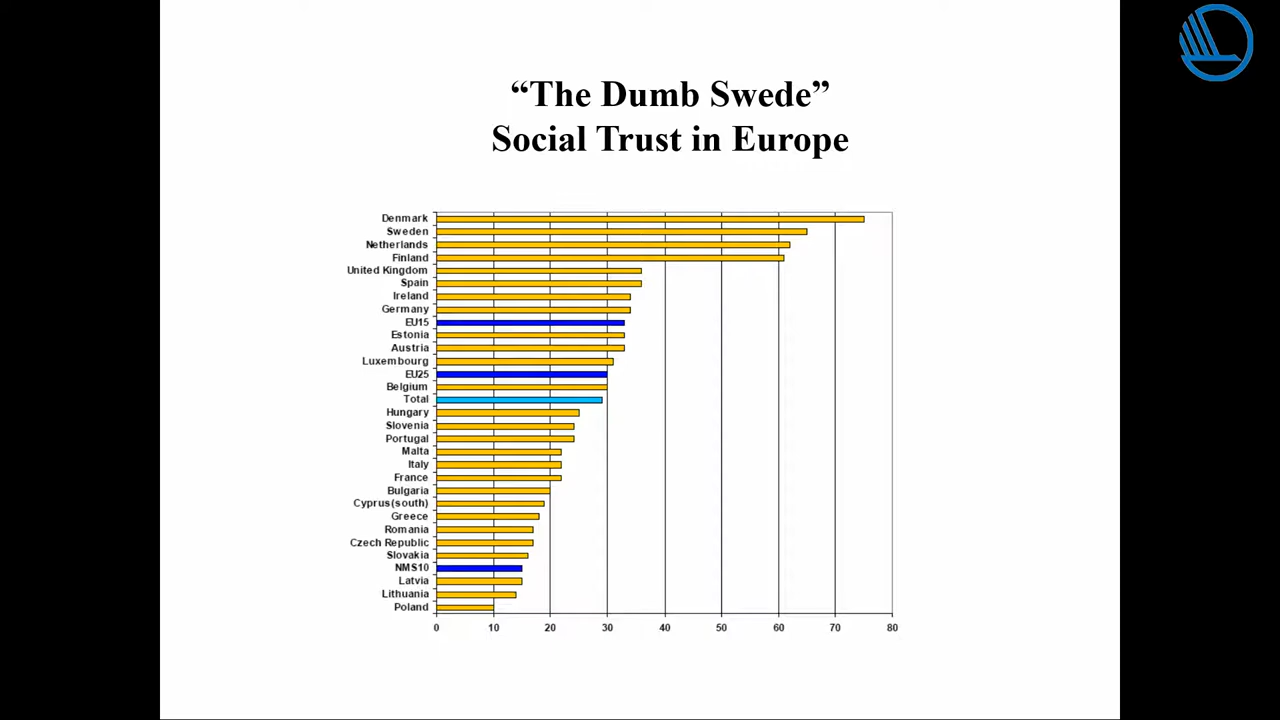 “The Dumb Swede”
Social Trust in Europe
Denmark
Sweden
Netherlands
Finland
United Kingdom
Spain
Ireland
Germany
EU15
Estonia
Austria
Luxembourg
EU25
Belgium
Total
Hungary
Slovenia
Portugal
Malta
Italy
France
Bulgaria
Cyprus(south)
Greece
Romania
Czech Republic
Slovakia
NMS10
Latvia
Lithuania
Poland
0 10 20 30 40 50 60 70 80